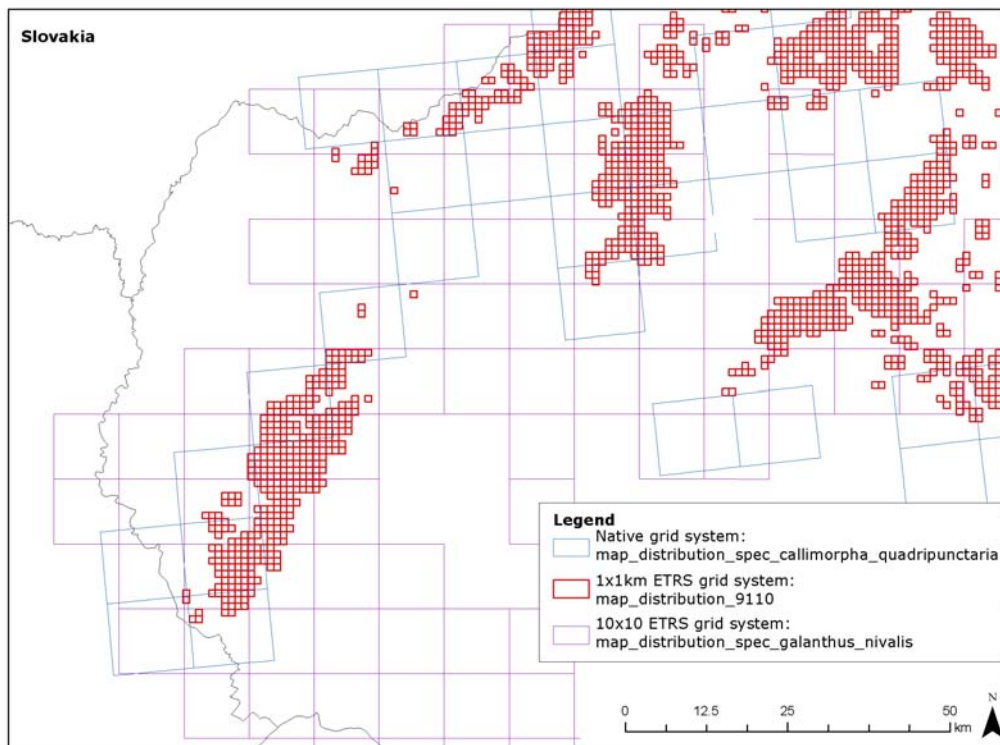 Slovakia
Legend
Native grid system:
map_distribution_spec_callimorpha_quadripunctaria
1x1km ETRS grid system:
map_distribution_9110
10x10 ETRS grid system:
map_distribution_spec_galanthus_nivalis
N
0 12.5 25 50
km